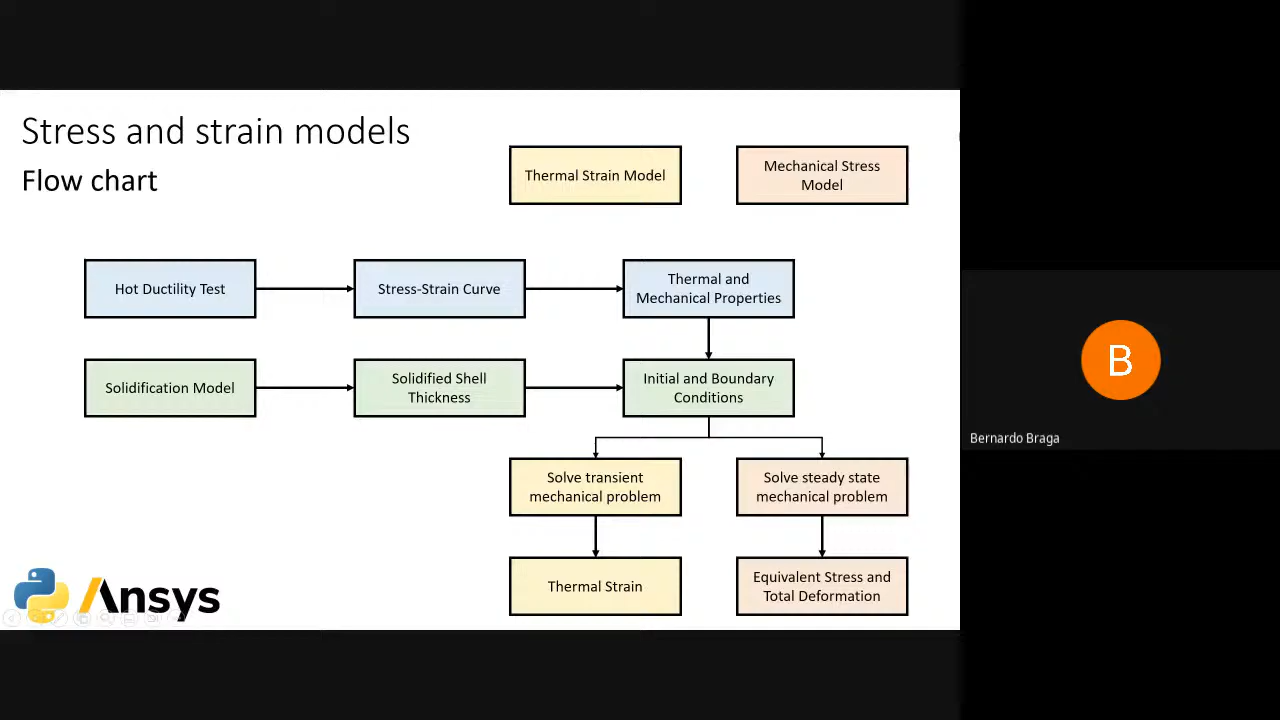 Stress and strain models
Flow chart
Thermal Strain Model
Mechanical Stress
Model
Hot Ductility Test
Stress-Strain Curve
Thermal and
Mechanical Properties
Solidification Model
Solidified Shell
Thickness
Initial and Boundary
Conditions
Solve transient
mechanical problem
Solve steady state
mechanical problem
Thermal Strain
Equivalent Stress and
Total Deformation
Ansys
B
Bernardo Braga